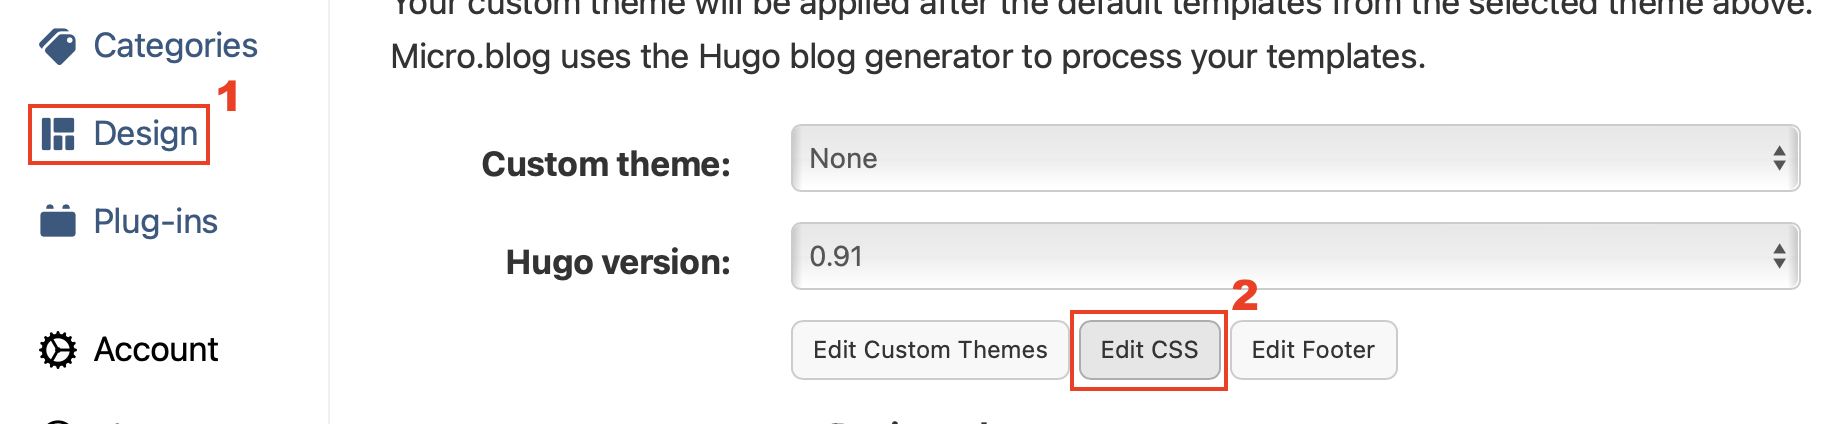 Your custom theme will be applied after the default templates from the selected theme above.
Micro.blog uses the Hugo blog generator to process your templates.
Categories
1
Design
Plug-ins
Account
Custom theme: None
Hugo version: 0.91
2
Edit Custom Themes Edit CSS Edit Footer